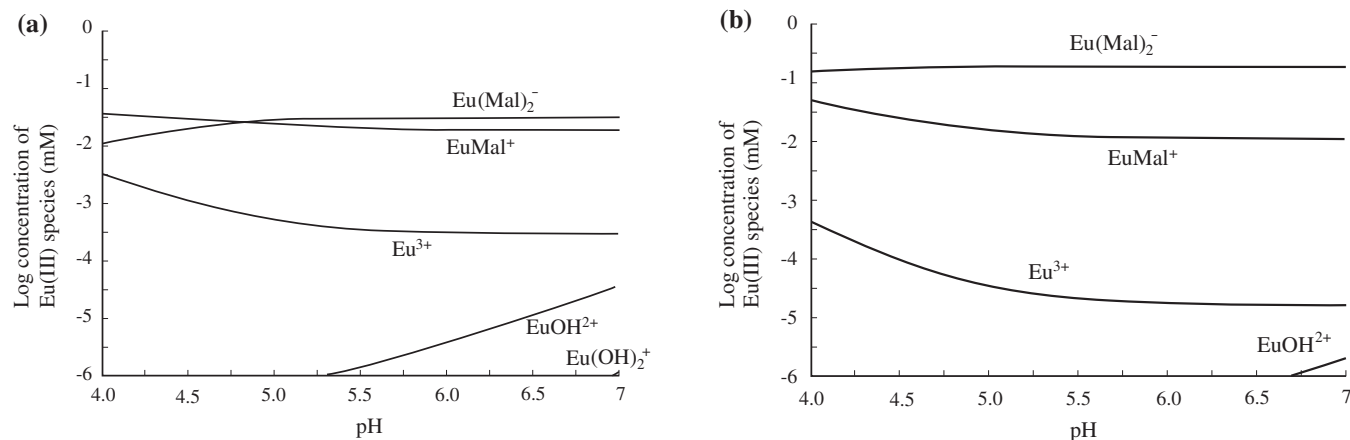 (a)
0
-1
-2
-3
-4
-5
-6
4.0
4.5
5.0
5.5
6.0
6.5
7
pH
Log concentration of
Eu(III) species (mM)
Eu(Mal)₂⁻
EuMal⁺
Eu³⁺
EuOH²⁺
Eu(OH)₂⁺
(b)
0
-1
-2
-3
-4
-5
-6
4.0
4.5
5.0
5.5
6.0
6.5
7
pH
Log concentration of
Eu(III) species (mM)
Eu(Mal)₂⁻
EuMal⁺
Eu³⁺
EuOH²⁺